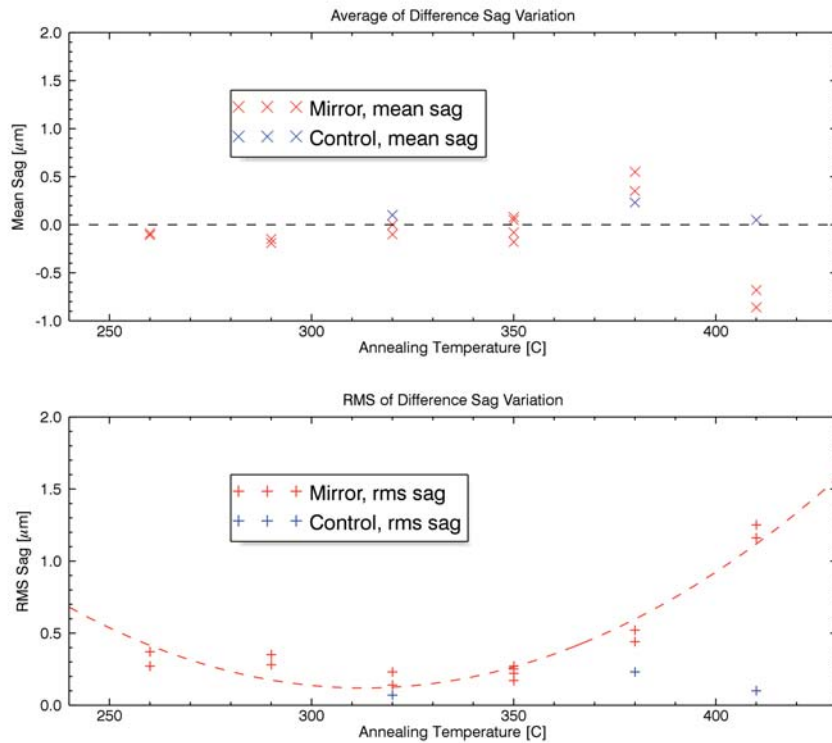 Average of Difference Sag Variation
2.0
1.5
1.0
0.5
0.0
-0.5
-1.0
Mean Sag [μm]
Mirror, mean sag
Control, mean sag
250 300 350 400
Annealing Temperature [C]
RMS of Difference Sag Variation
2.0
1.5
1.0
0.5
0.0
RMS Sag [μm]
Mirror, rms sag
Control, rms sag
250 300 350 400
Annealing Temperature [C]